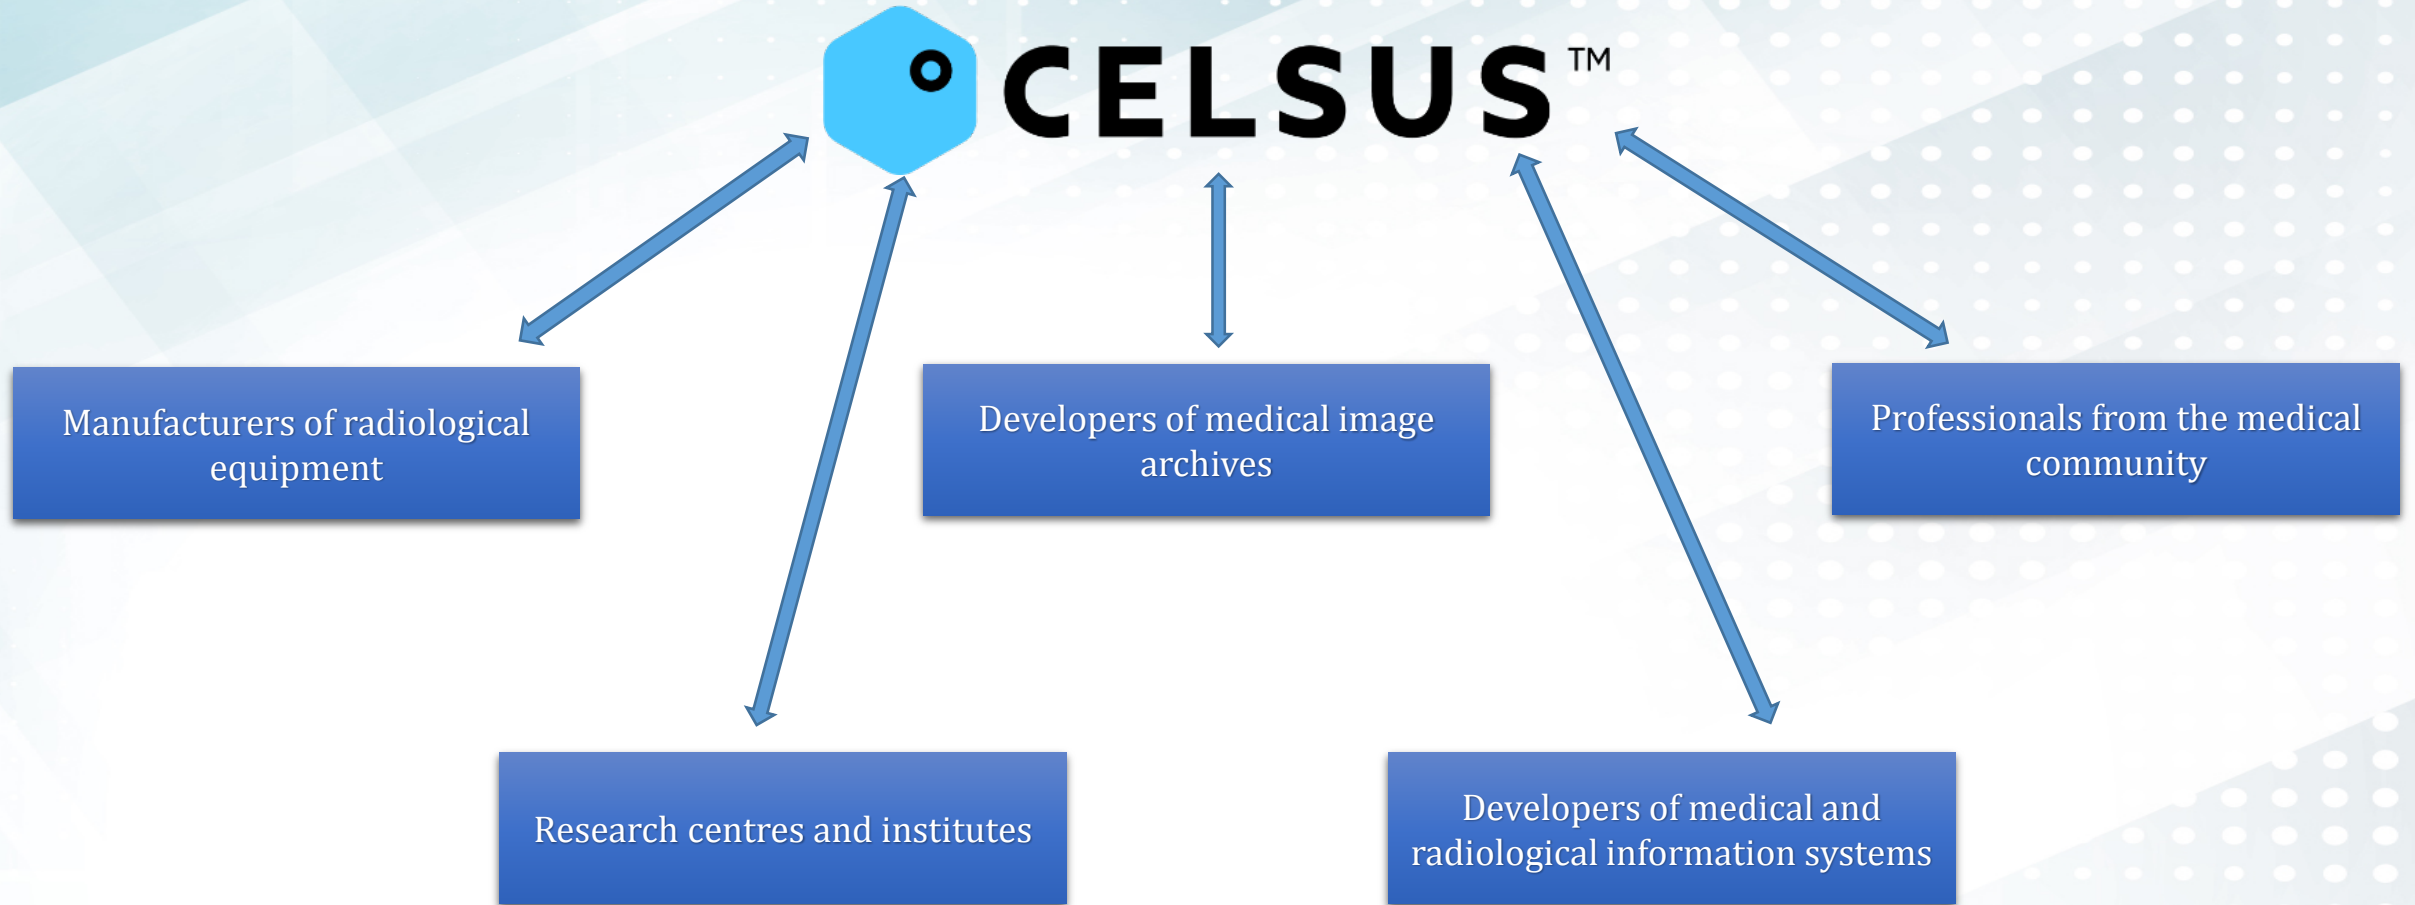 CELSUS™
Manufacturers of radiological
equipment
Developers of medical image
archives
Professionals from the medical
community
Research centres and institutes
Developers of medical and
radiological information systems